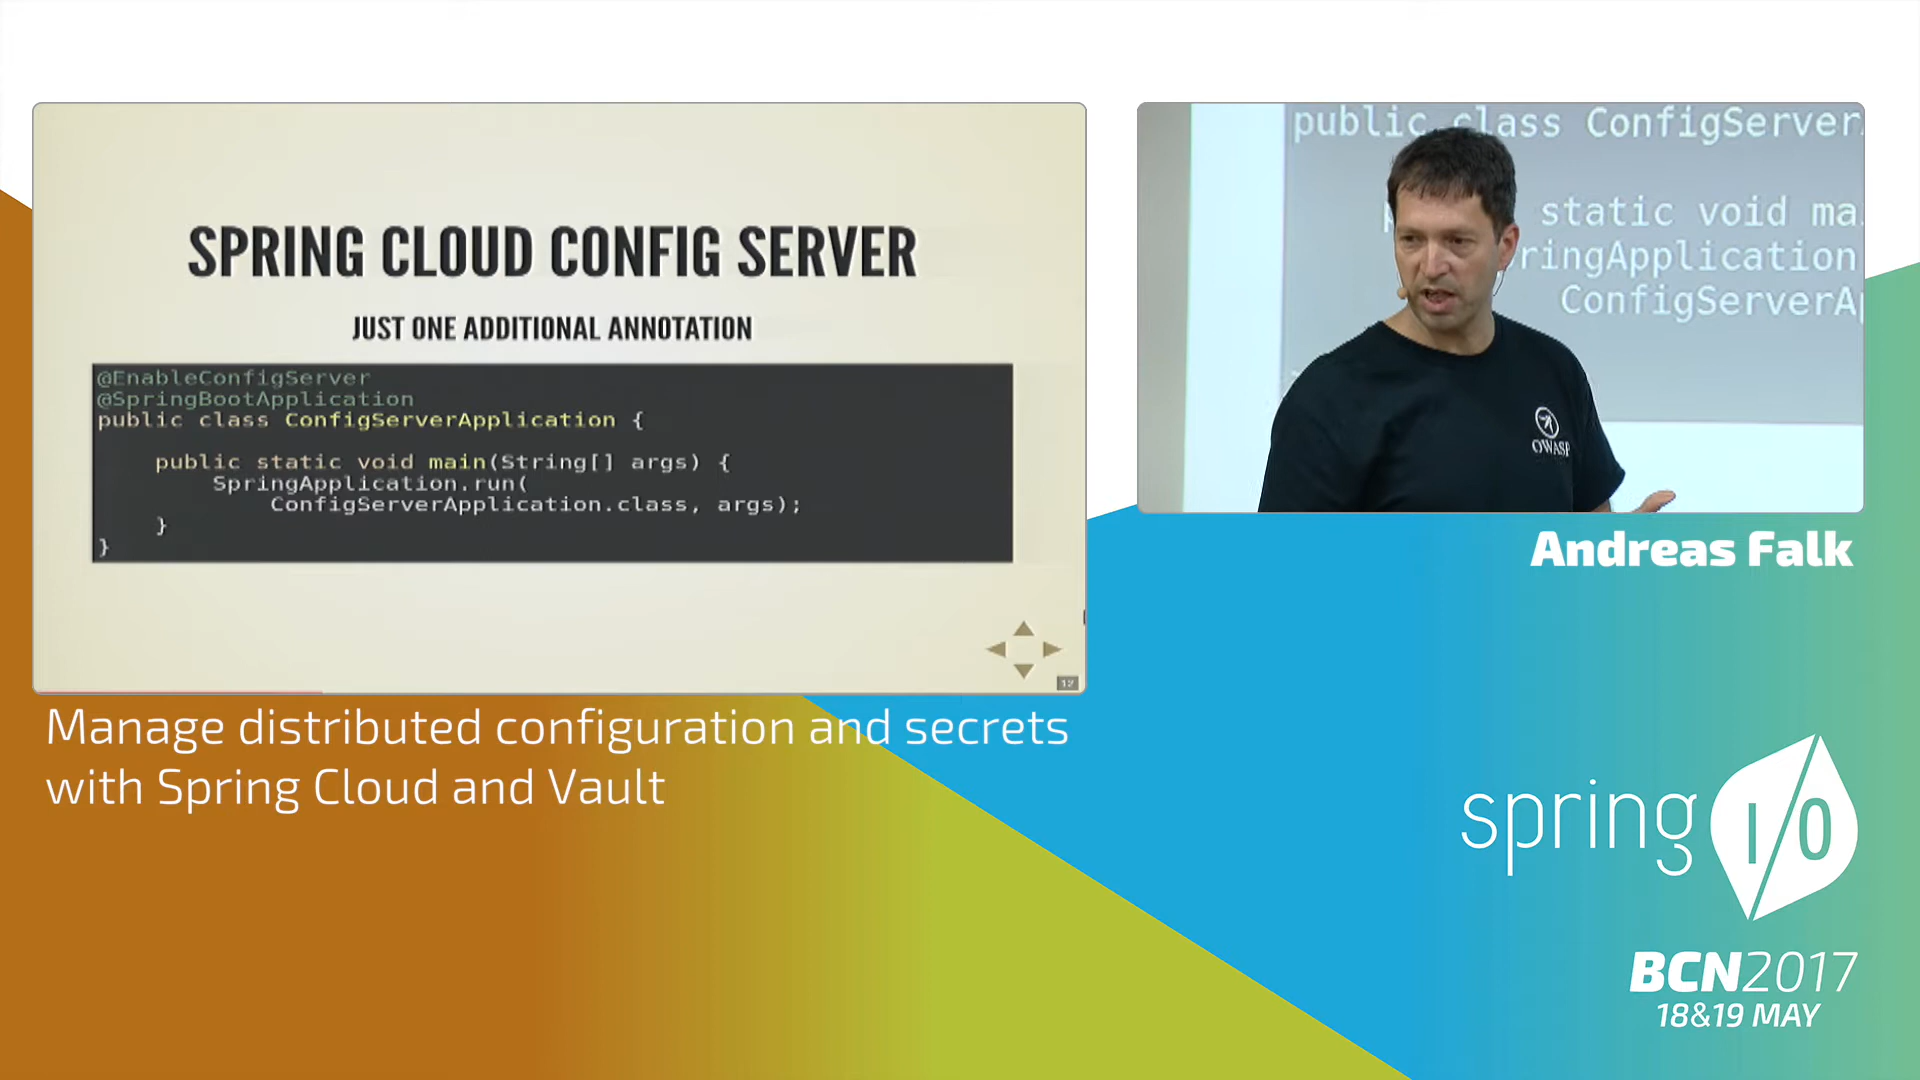 SPRING CLOUD CONFIG SERVER
JUST ONE ADDITIONAL ANNOTATION
@EnableConfigServer
@SpringBootApplication
public class ConfigServerApplication {
    public static void main(String[] args) {
        SpringApplication.run(
            ConfigServerApplication.class, args);
    }
}
12
public class ConfigServer
static void ma
ringApplication
ConfigServerAp
OWASP
Andreas Falk
Manage distributed configuration and secrets
with Spring Cloud and Vault
spring I/O
BCN2017
18&19 MAY